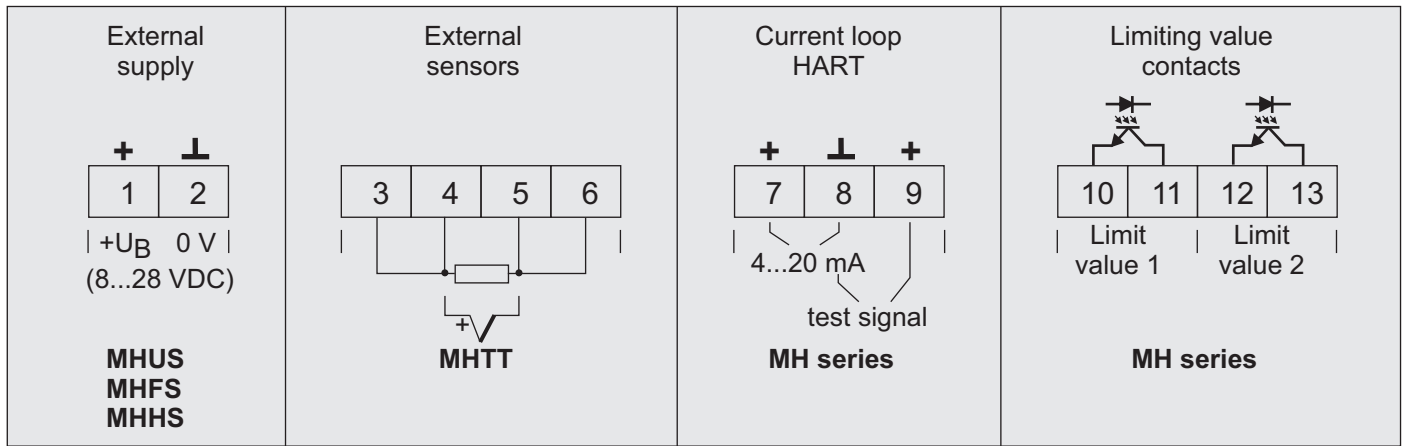 External
supply
+ ⊥
1 2
+UB 0 V
(8...28 VDC)
MHUS
MHFS
MHHS
External
sensors
3 4 5 6
+
MHTT
Current loop
HART
+ ⊥ +
7 8 9
4...20 mA
test signal
MH series
Limiting value
contacts
10 11 12 13
Limit
value 1
Limit
value 2
MH series